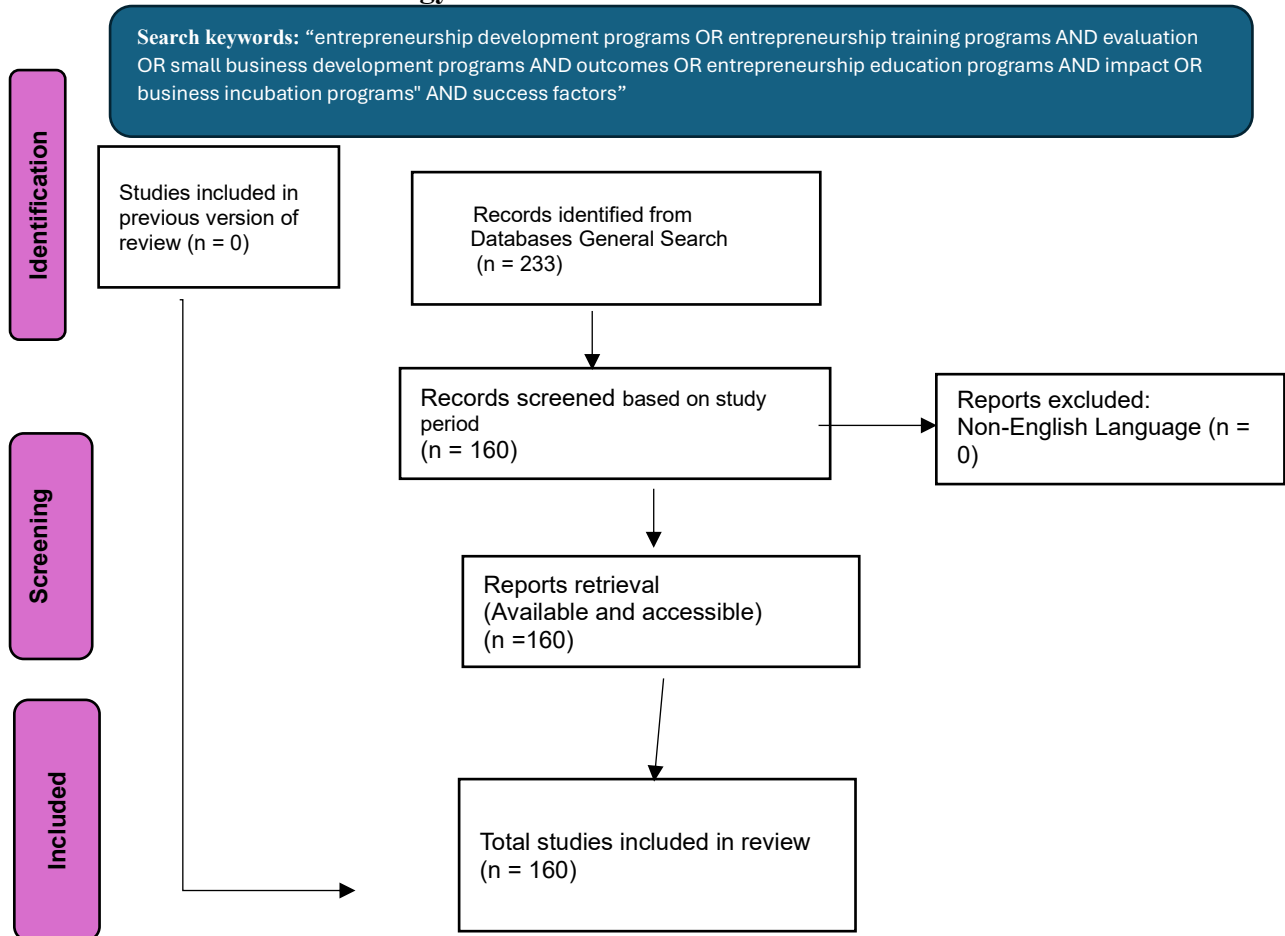 gy
Search keywords: “entrepreneurship development programs OR entrepreneurship training programs AND evaluation
OR small business development programs AND outcomes OR entrepreneurship education programs AND impact OR
business incubation programs" AND success factors”
Identification
Studies included in
previous version of
review (n = 0)
Records identified from
Databases General Search
(n = 233)
Records screened based on study
period
(n = 160)
Reports excluded:
Non-English Language (n =
0)
Screening
Reports retrieval
(Available and accessible)
(n =160)
Included
Total studies included in review
(n = 160)